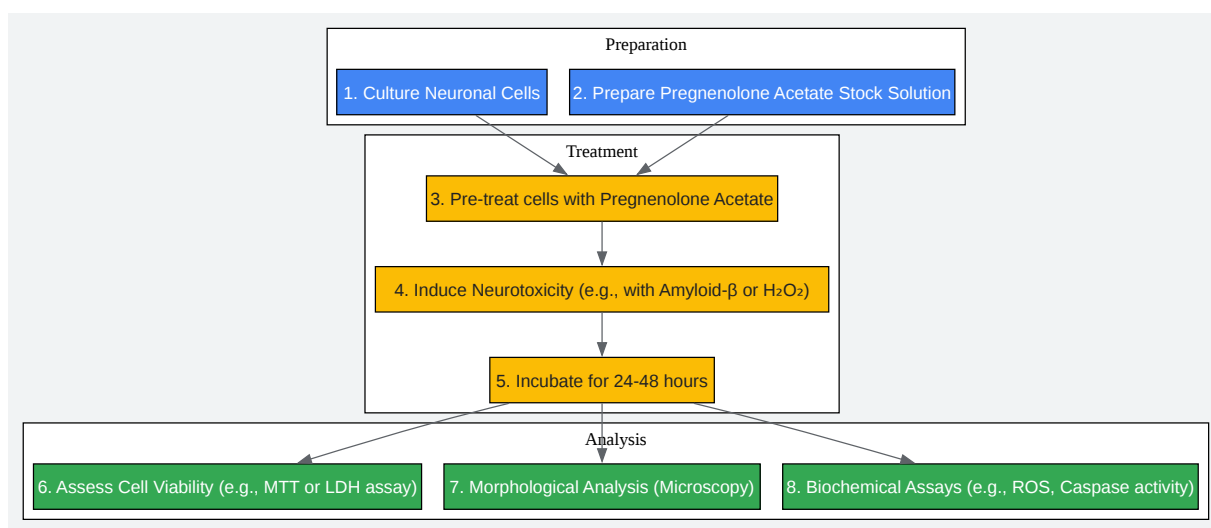 Preparation
1. Culture Neuronal Cells
2. Prepare Pregnenolone Acetate Stock Solution
Treatment
3. Pre-treat cells with Pregnenolone Acetate
4. Induce Neurotoxicity (e.g., with Amyloid-β or H₂O₂)
5. Incubate for 24-48 hours
Analysis
6. Assess Cell Viability (e.g., MTT or LDH assay)
7. Morphological Analysis (Microscopy)
8. Biochemical Assays (e.g., ROS, Caspase activity)